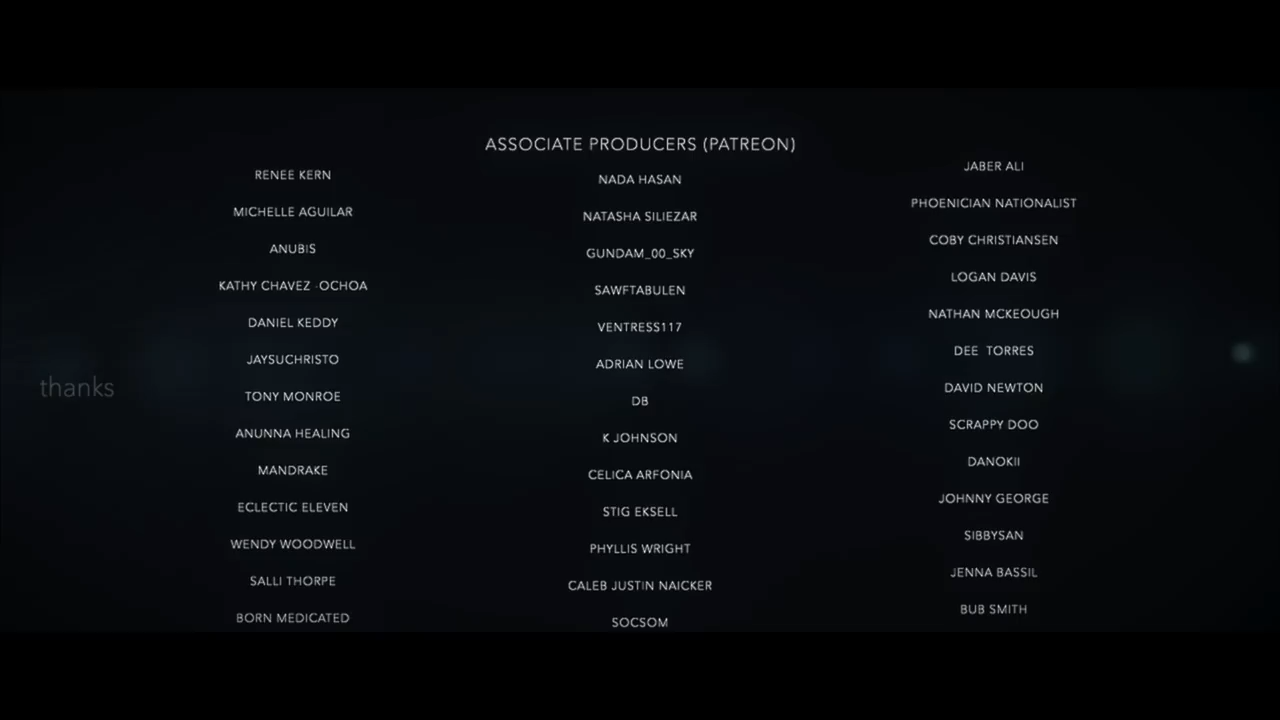 ASSOCIATE PRODUCERS (PATREON)
RENEE KERN
MICHELLE AGUILAR
ANUBIS
KATHY CHAVEZ -OCHOA
DANIEL KEDDY
JAYSUCHRISTO
TONY MONROE
ANUNNA HEALING
MANDRAKE
ECLECTIC ELEVEN
WENDY WOODWELL
SALLI THORPE
BORN MEDICATED
NADA HASAN
NATASHA SILIEZAR
GUNDAM_00_SKY
SAWFTABULEN
VENTRESS117
ADRIAN LOWE
DB
K JOHNSON
CELICA ARFONIA
STIG EKSELL
PHYLLIS WRIGHT
CALEB JUSTIN NAICKER
SOCSOM
JABER ALI
PHOENICIAN NATIONALIST
COBY CHRISTIANSEN
LOGAN DAVIS
NATHAN MCKEOUGH
DEE TORRES
DAVID NEWTON
SCRAPPY DOO
DANOKII
JOHNNY GEORGE
SIBBYSAN
JENNA BASSIL
BUB SMITH
thanks